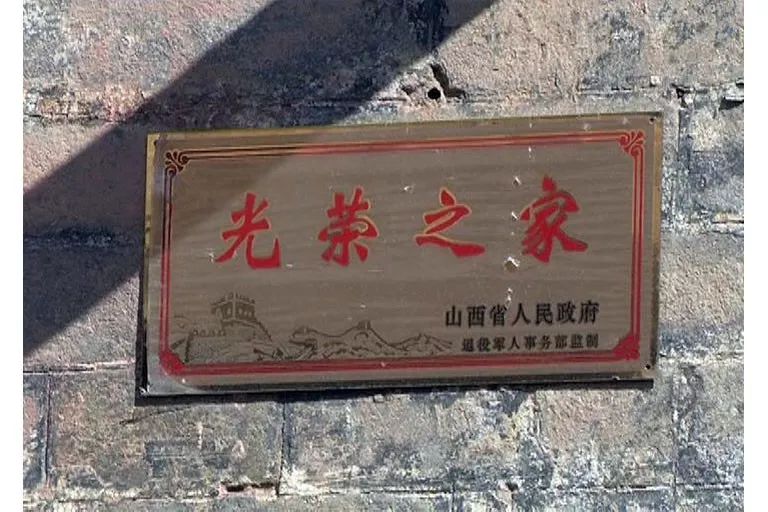 光荣之家
山西省人民政府
退役军人事务部监制